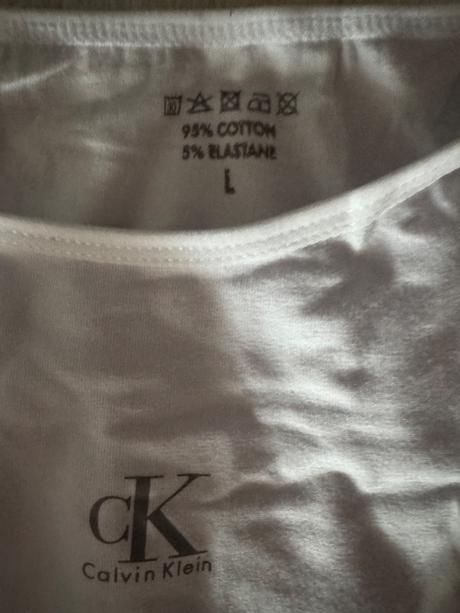 95% COTTON
5% ELASTANE
L
CK
Calvin Klein